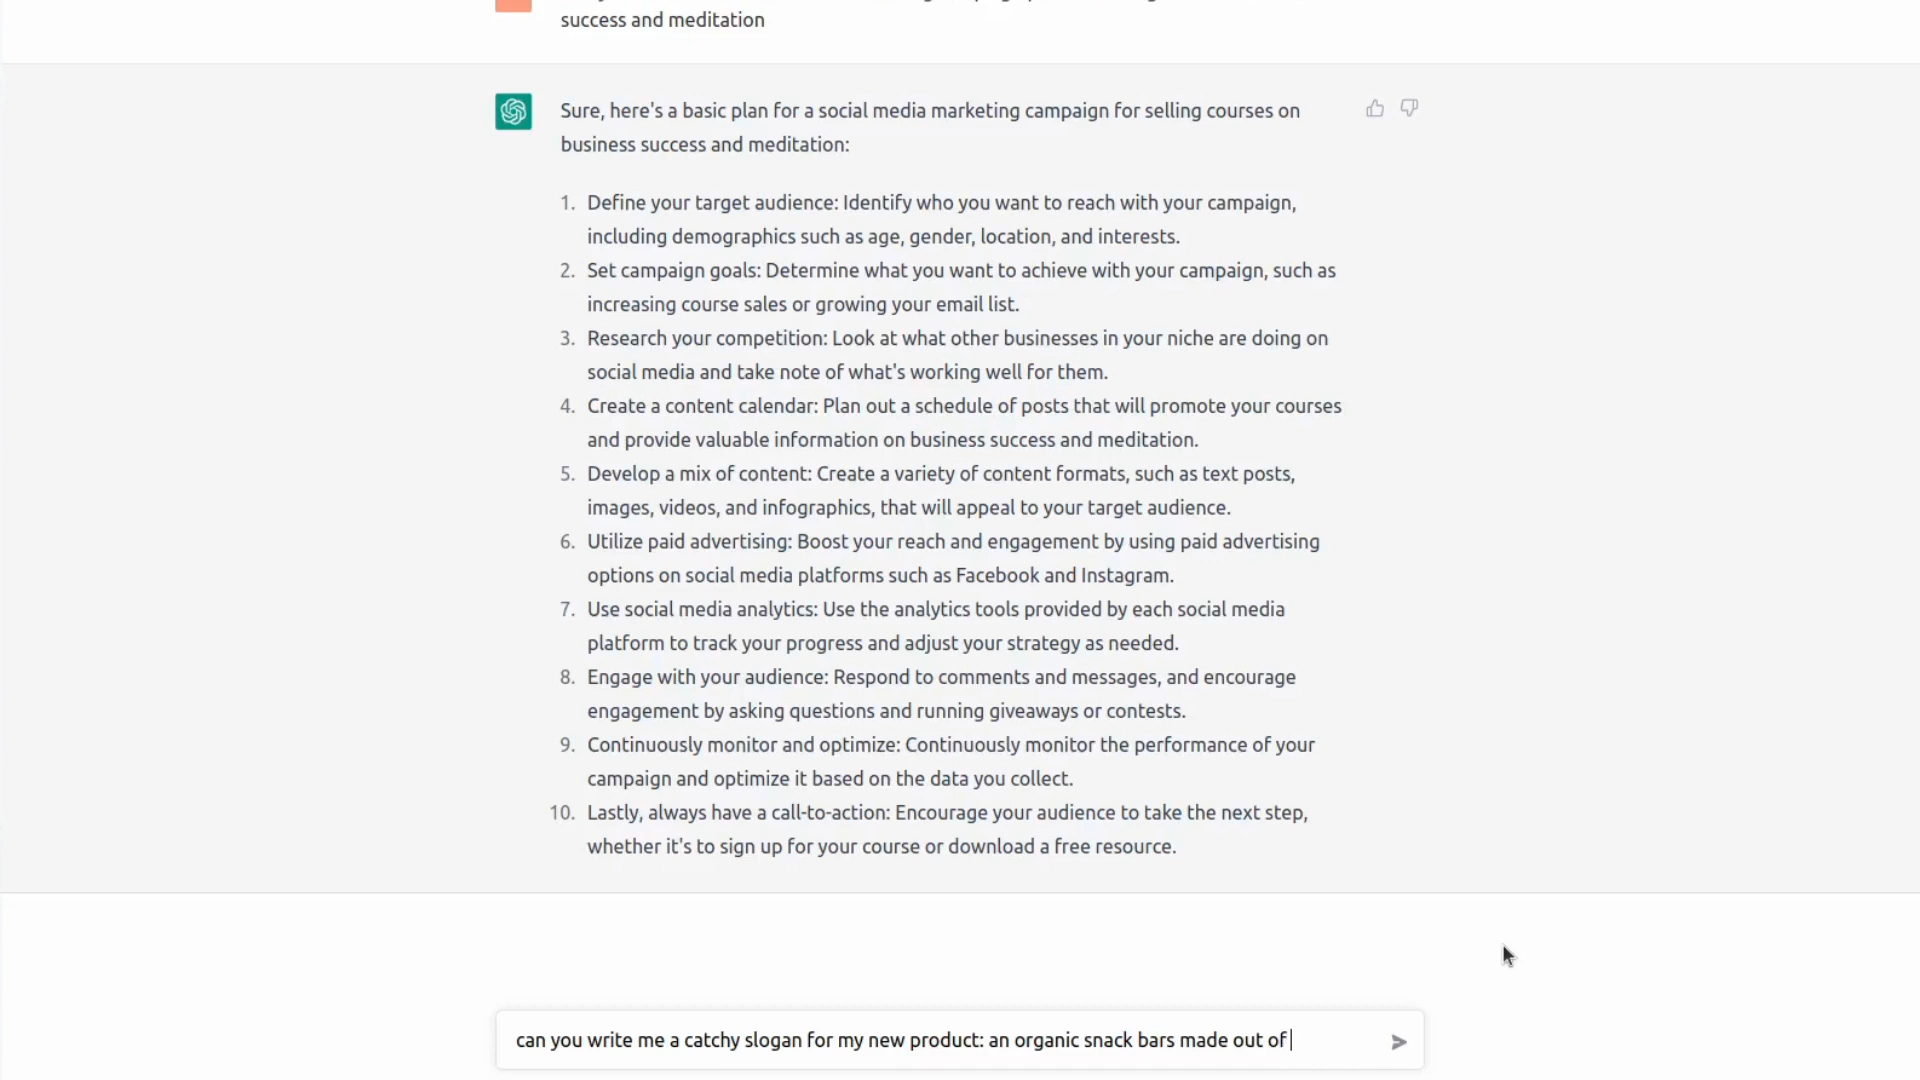 success and meditation
Sure, here's a basic plan for a social media marketing campaign for selling courses on
business success and meditation:
1. Define your target audience: Identify who you want to reach with your campaign,
including demographics such as age, gender, location, and interests.
2. Set campaign goals: Determine what you want to achieve with your campaign, such as
increasing course sales or growing your email list.
3. Research your competition: Look at what other businesses in your niche are doing on
social media and take note of what's working well for them.
4. Create a content calendar: Plan out a schedule of posts that will promote your courses
and provide valuable information on business success and meditation.
5. Develop a mix of content: Create a variety of content formats, such as text posts,
images, videos, and infographics, that will appeal to your target audience.
6. Utilize paid advertising: Boost your reach and engagement by using paid advertising
options on social media platforms such as Facebook and Instagram.
7. Use social media analytics: Use the analytics tools provided by each social media
platform to track your progress and adjust your strategy as needed.
8. Engage with your audience: Respond to comments and messages, and encourage
engagement by asking questions and running giveaways or contests.
9. Continuously monitor and optimize: Continuously monitor the performance of your
campaign and optimize it based on the data you collect.
10. Lastly, always have a call-to-action: Encourage your audience to take the next step,
whether it's to sign up for your course or download a free resource.
can you write me a catchy slogan for my new product: an organic snack bars made out of